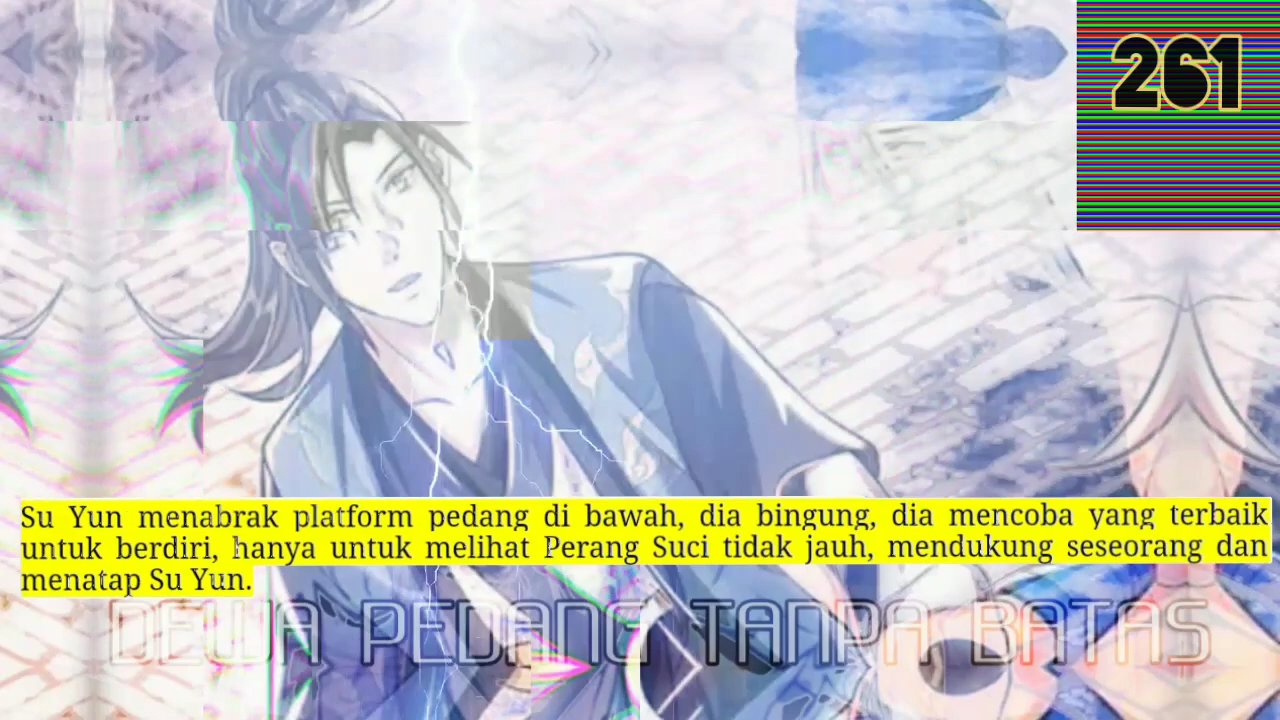 261
Su Yun menabrak platform pedang di bawah, dia bingung, dia mencoba yang terbaik
untuk berdiri, hanya untuk melihat Perang Suci tidak jauh, mendukung seseorang dan
menatap Su Yun.
DEWA PEDANG TANPA BATAS